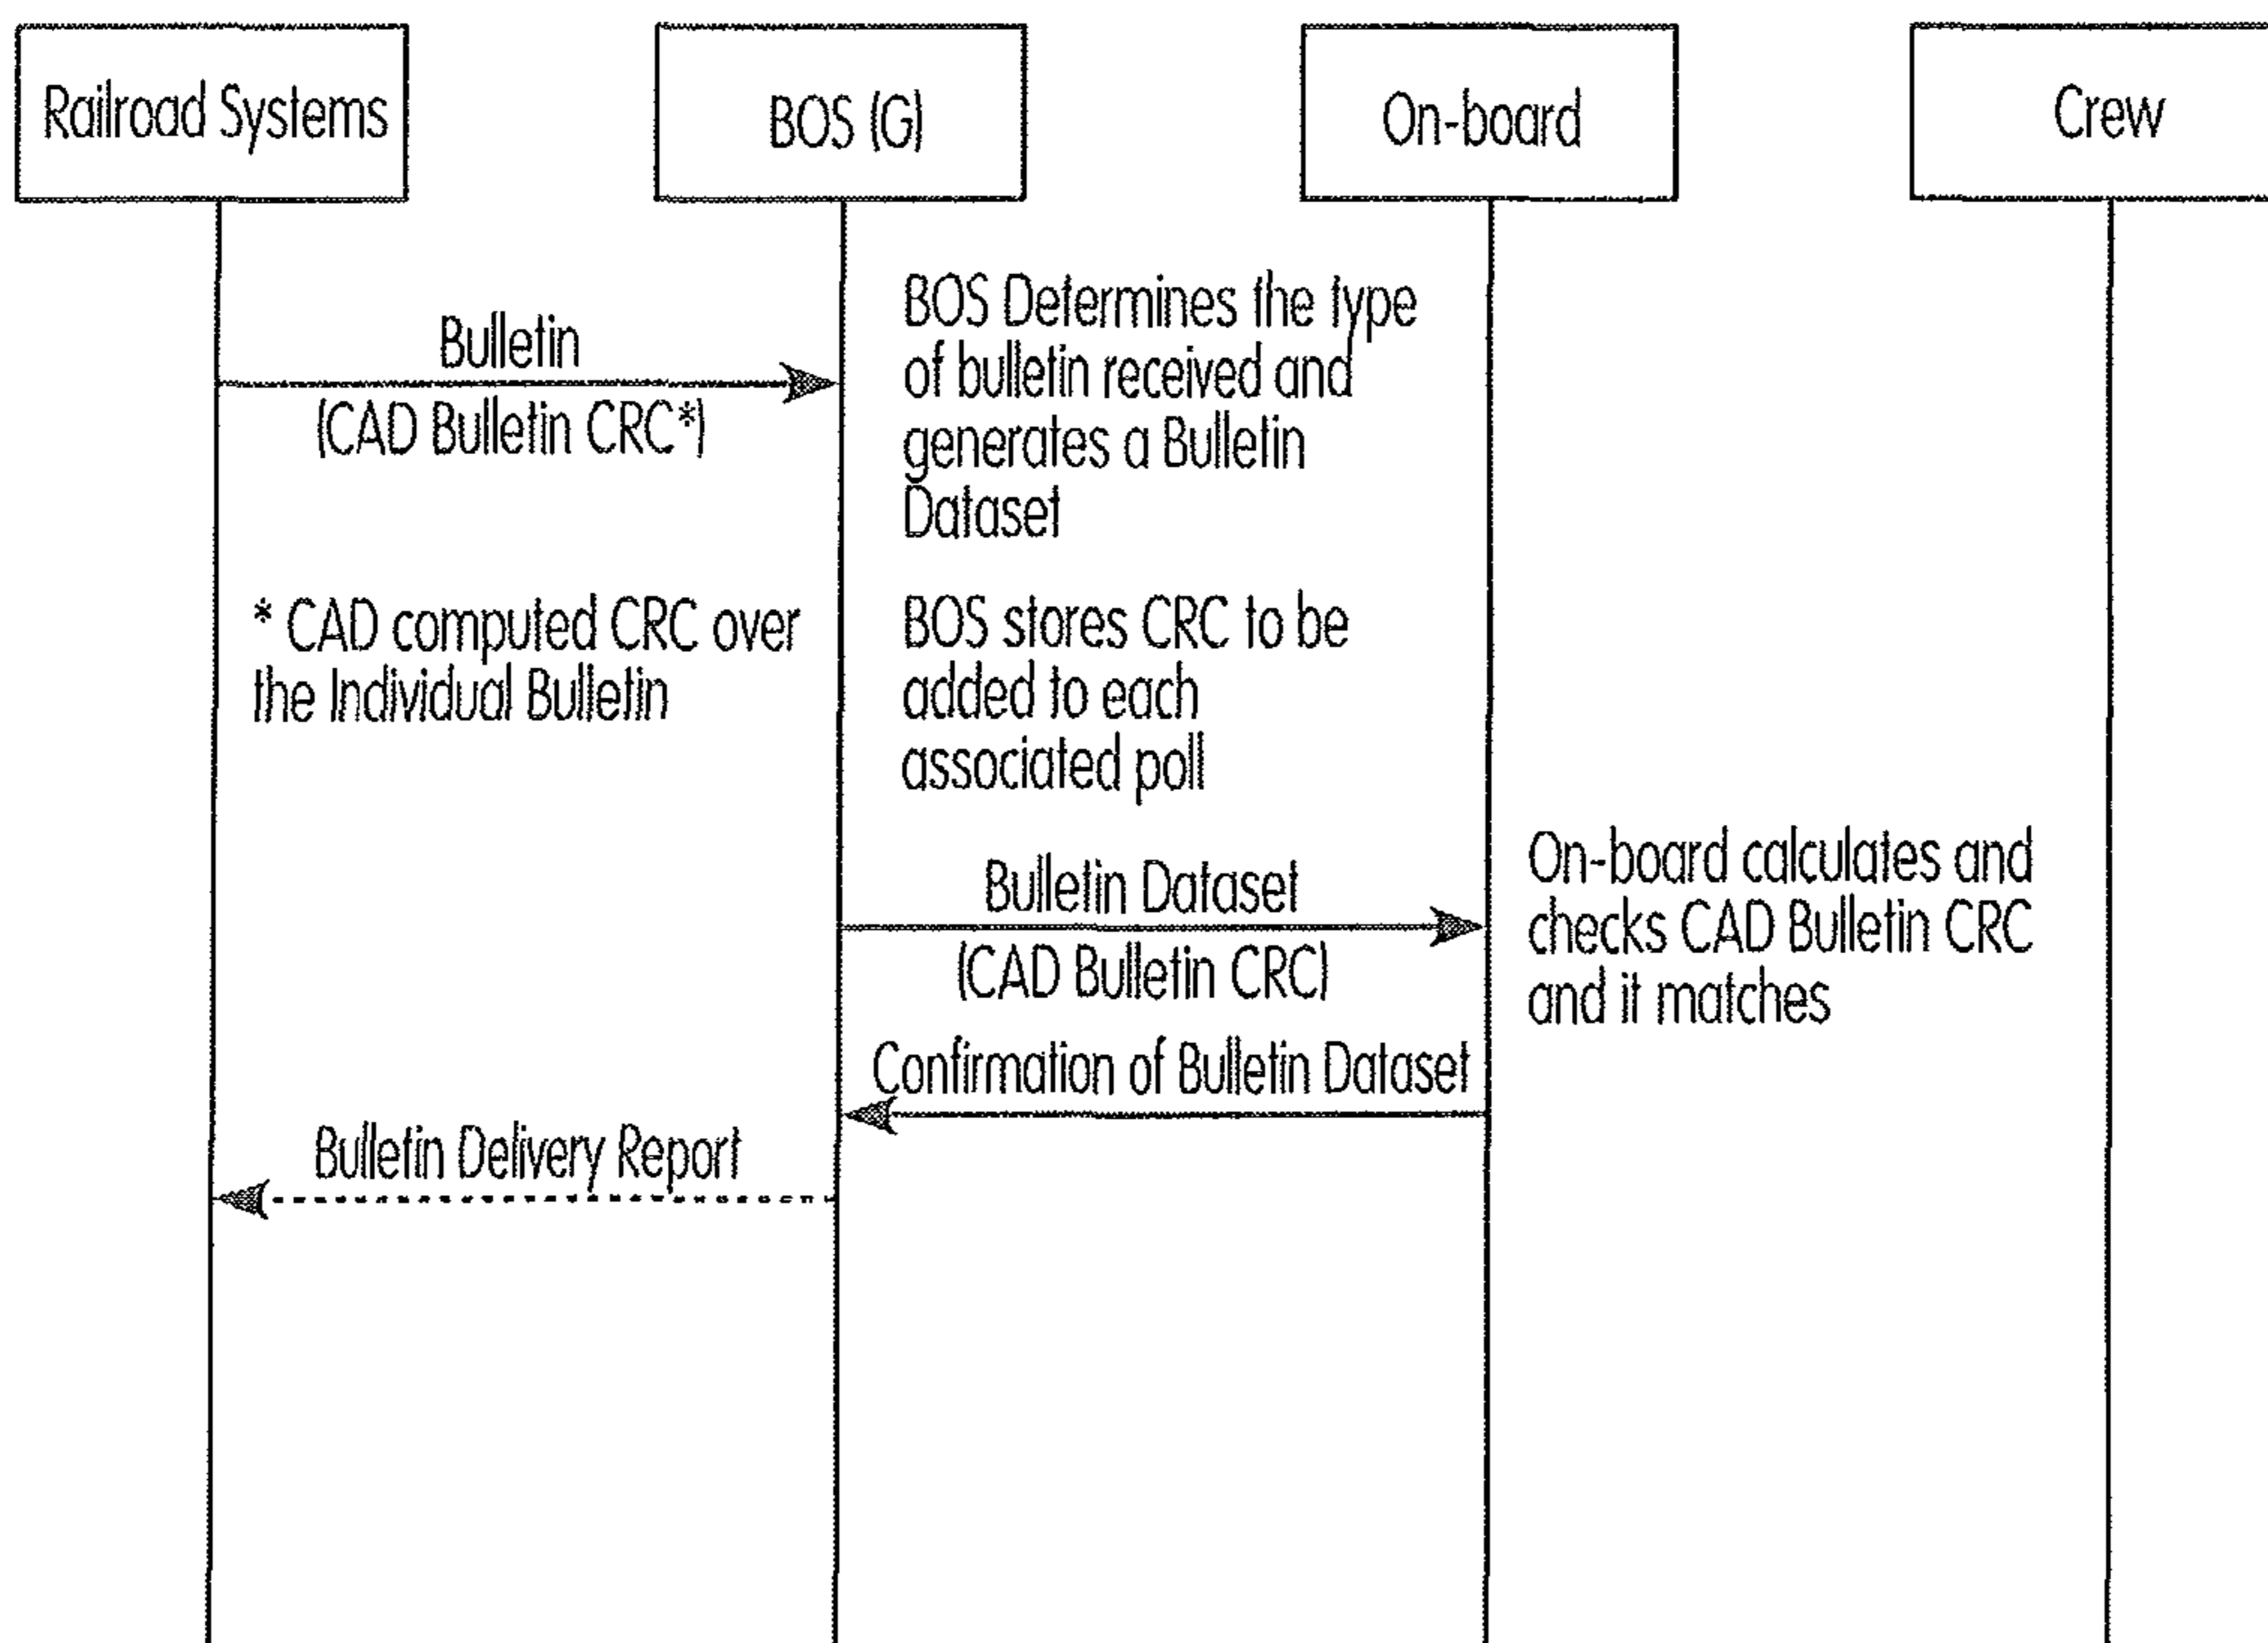 Railroad Systems
BOS (G)
On-board
Crew
Bulletin
(CAD Bulletin CRC*)
BOS Determines the type
of bulletin received and
generates a Bulletin
Dataset
* CAD computed CRC over
the Individual Bulletin
BOS stores CRC to be
added to each
associated poll
Bulletin Dataset
(CAD Bulletin CRC)
On-board calculates and
checks CAD Bulletin CRC
and it matches
Confirmation of Bulletin Dataset
Bulletin Delivery Report